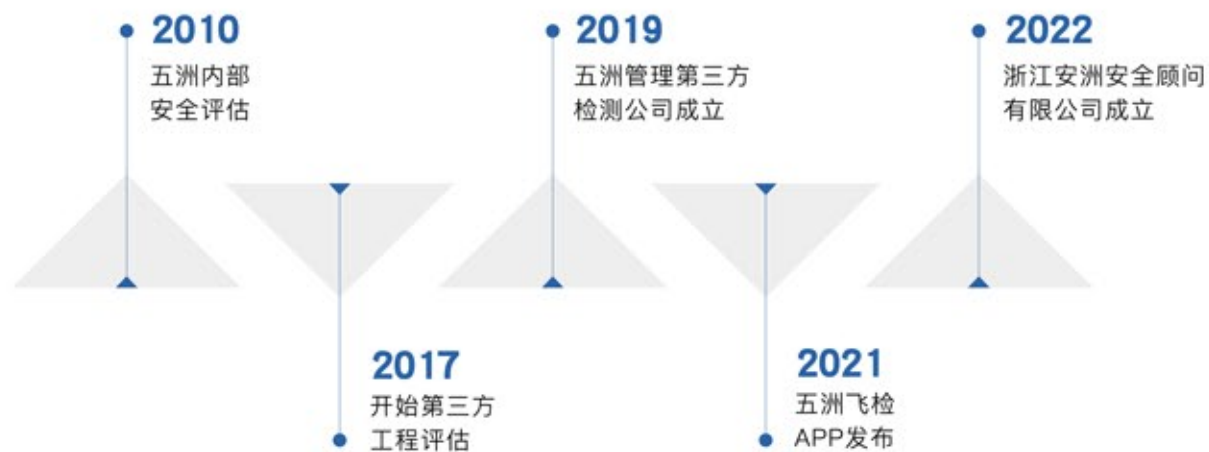 2010
五洲内部
安全评估
2017
开始第三方
工程评估
2019
五洲管理第三方
检测公司成立
2021
五洲飞检
APP发布
2022
浙江安洲安全顾问
有限公司成立